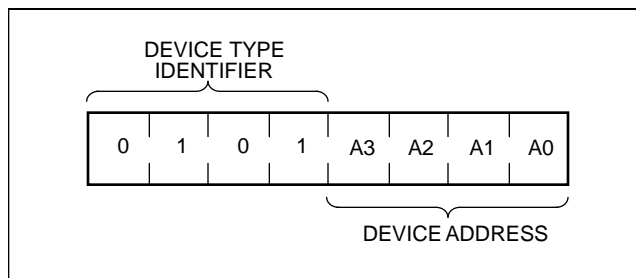 DEVICE TYPE
IDENTIFIER
0 1 0 1 A3 A2 A1 A0
DEVICE ADDRESS